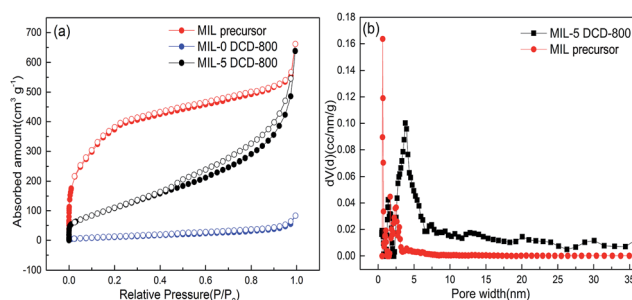 (a)
MIL precursor
MIL-0 DCD-800
MIL-5 DCD-800
Absorbed amount(cm³ g⁻¹)
700
600
500
400
300
200
100
0
-100
0.0 0.2 0.4 0.6 0.8 1.0
Relative Pressure(P/P₀)
(b)
MIL-5 DCD-800
MIL precursor
dV(d)(cc/nm/g)
0.18
0.16
0.14
0.12
0.10
0.08
0.06
0.04
0.02
0.00
0 5 10 15 20 25 30 35
Pore width(nm)